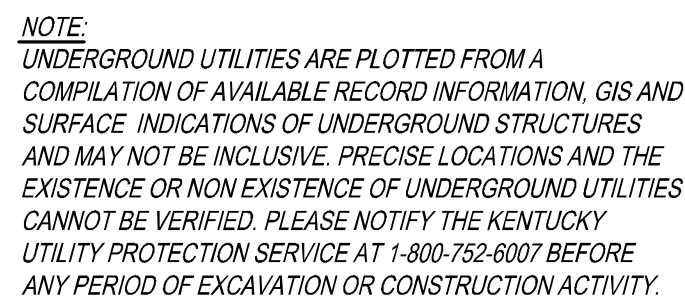 NOTE:
UNDERGROUND UTILITIES ARE PLOTTED FROM A
COMPILATION OF AVAILABLE RECORD INFORMATION, GIS AND
SURFACE INDICATIONS OF UNDERGROUND STRUCTURES
AND MAY NOT BE INCLUSIVE. PRECISE LOCATIONS AND THE
EXISTENCE OR NON EXISTENCE OF UNDERGROUND UTILITIES
CANNOT BE VERIFIED. PLEASE NOTIFY THE KENTUCKY
UTILITY PROTECTION SERVICE AT 1-800-752-6007 BEFORE
ANY PERIOD OF EXCAVATION OR CONSTRUCTION ACTIVITY.